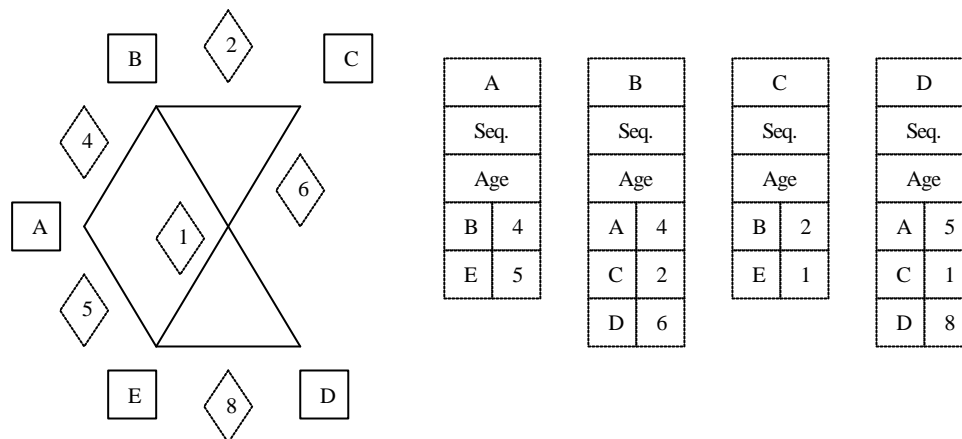 B
2
C
4
6
A
1
5
E
8
D
A
Seq.
Age
B 4
E 5
B
Seq.
Age
A 4
C 2
D 6
C
Seq.
Age
B 2
E 1
D
Seq.
Age
A 5
C 1
D 8